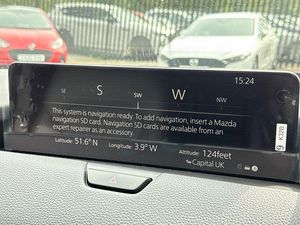 15:24
SE S SW W NW
This system is navigation ready. To add navigation, insert a Mazda
navigation SD card. Navigation SD cards are available from an
expert repairer as an accessory.
Latitude: 51.6°N Longitude: 3.9°W Altitude: 124feet
Capital UK